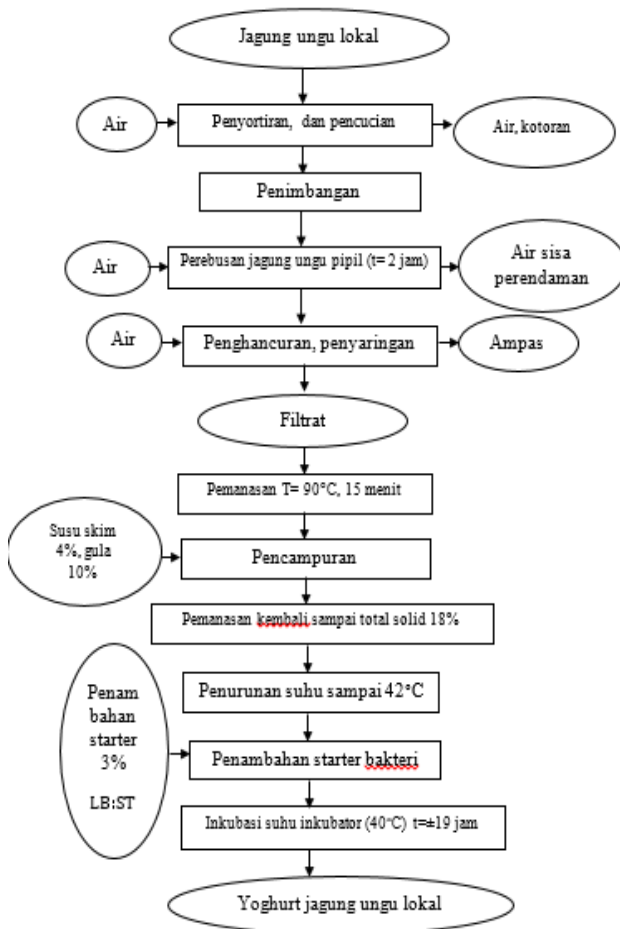 Jagung ungu lokal
Air
Penyortiran, dan pencucian
Air, kotoran
Penimbangan
Air
Perebusan jagung ungu pipil (t= 2 jam)
Air sisa
perendaman
Air
Penghancuran, penyaringan
Ampas
Filtrat
Pemanasan T= 90°C, 15 menit
Susu skim
4%, gula
10%
Pencampuran
Pemanasan kembali sampai total solid 18%
Penurunan suhu sampai 42°C
Penam
bahan
starter
3%
LB:ST
Penambahan starter bakteri
Inkubasi suhu inkubator (40°C) t=±19 jam
Yoghurt jagung ungu lokal